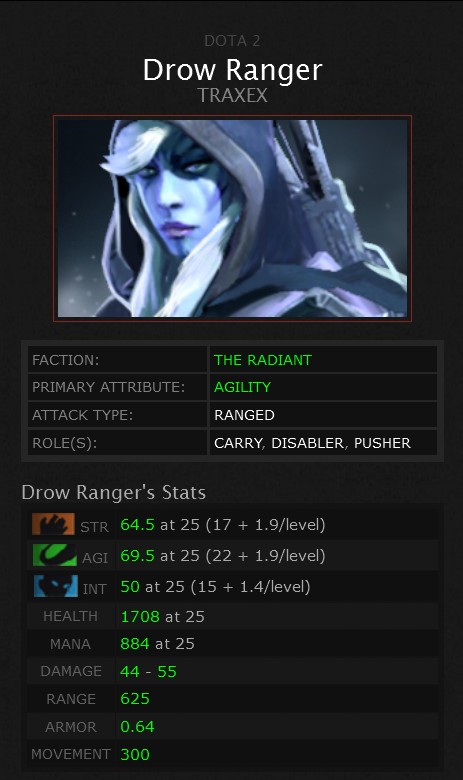 DOTA 2
Drow Ranger
TRAXEX
FACTION: THE RADIANT
PRIMARY ATTRIBUTE: AGILITY
ATTACK TYPE: RANGED
ROLE(S): CARRY, DISABLER, PUSHER
Drow Ranger's Stats
STR 64.5 at 25 (17 + 1.9/level)
AGI 69.5 at 25 (22 + 1.9/level)
INT 50 at 25 (15 + 1.4/level)
HEALTH 1708 at 25
MANA 884 at 25
DAMAGE 44 - 55
RANGE 625
ARMOR 0.64
MOVEMENT 300